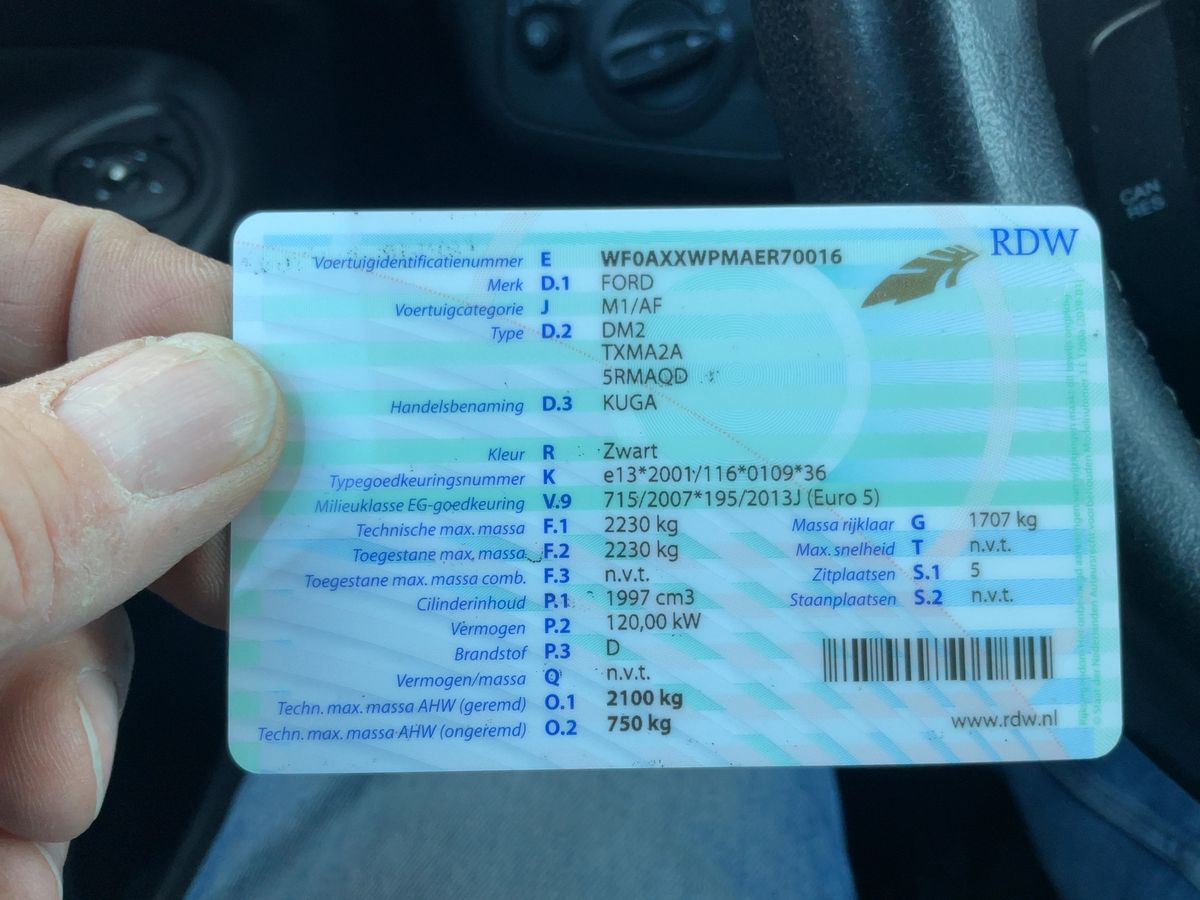 RDW
Voertuigidentificatienummer E WF0AXXWPMAER70016
Merk D.1 FORD
Voertuigcategorie J M1/AF
Type D.2 DM2
TXMA2A
5RMAQD
Handelsbenaming D.3 KUGA
Kleur R Zwart
Typegoedkeuringsnummer K e13*2001/116*0109*36
Milieuklasse EG-goedkeuring V.9 715/2007*195/2013J (Euro 5)
Technische max. massa F.1 2230 kg Massa rijklaar G 1707 kg
Toegestane max. massa F.2 2230 kg Max. snelheid T n.v.t.
Toegestane max. massa comb. F.3 n.v.t. Zitplaatsen S.1 5
Cilinderinhoud P.1 1997 cm3 Staanplaatsen S.2 n.v.t.
Vermogen P.2 120,00 kW
Brandstof P.3 D
Vermogen/massa Q n.v.t.
Techn. max. massa AHW (geremd) O.1 2100 kg
Techn. max. massa AHW (ongeremd) O.2 750 kg
www.rdw.nl
CAN